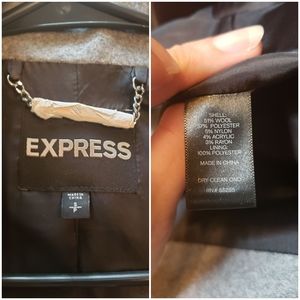 EXPRESS
MADE IN
CHINA
S
P
SHELL:
51% WOOL
37% POLYESTER
5% NYLON
4% ACRYLIC
3% RAYON
LINING:
100% POLYESTER
MADE IN CHINA
DRY CLEAN ONLY